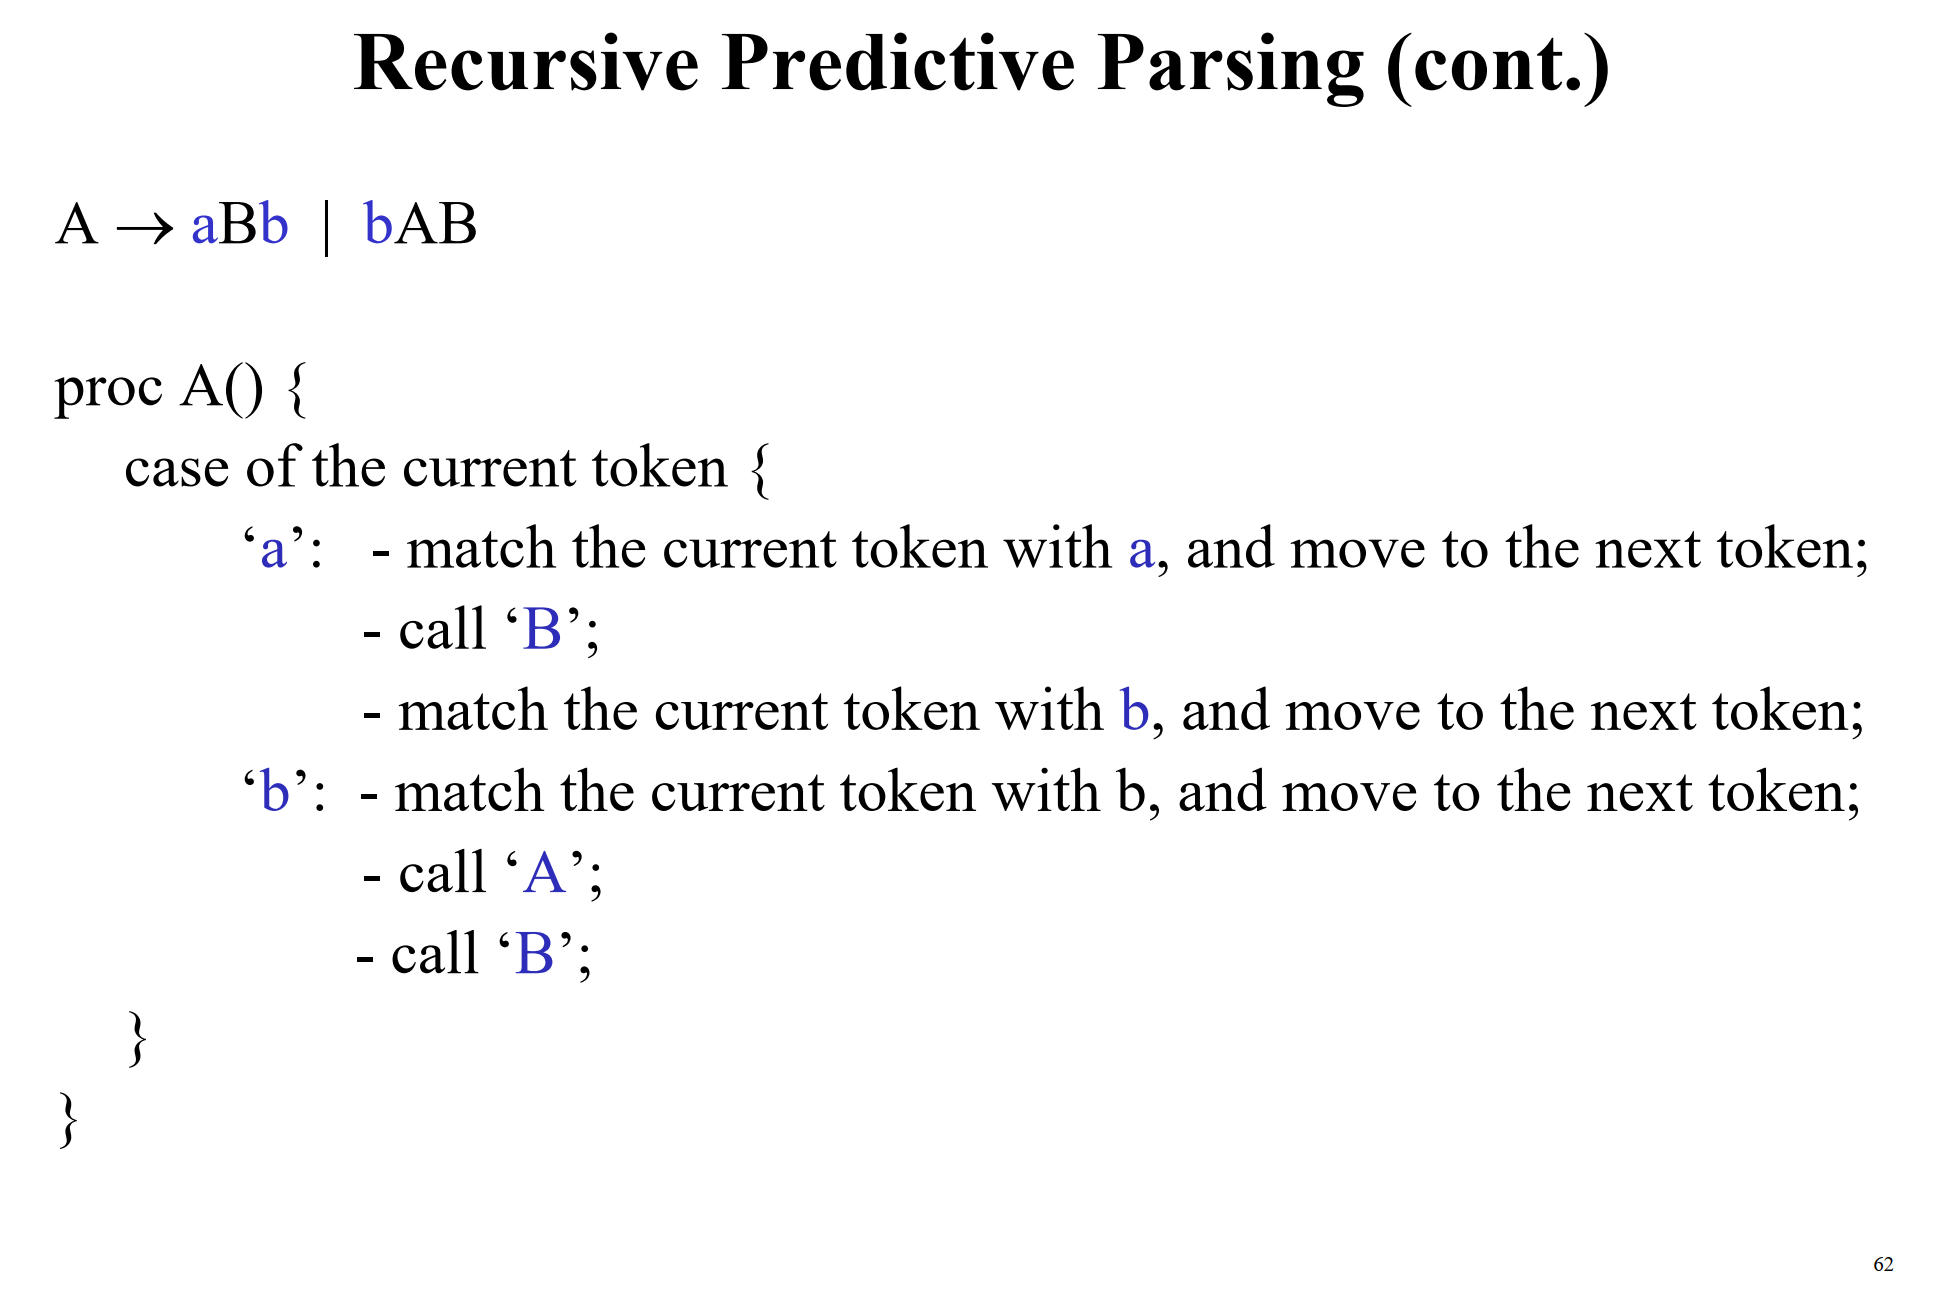 Recursive Predictive Parsing (cont.)
A → aBb | bAB
proc A() {
case of the current token {
‘a’: - match the current token with a, and move to the next token;
- call ‘B’;
- match the current token with b, and move to the next token;
‘b’: - match the current token with b, and move to the next token;
- call ‘A’;
- call ‘B’;
}
}
62